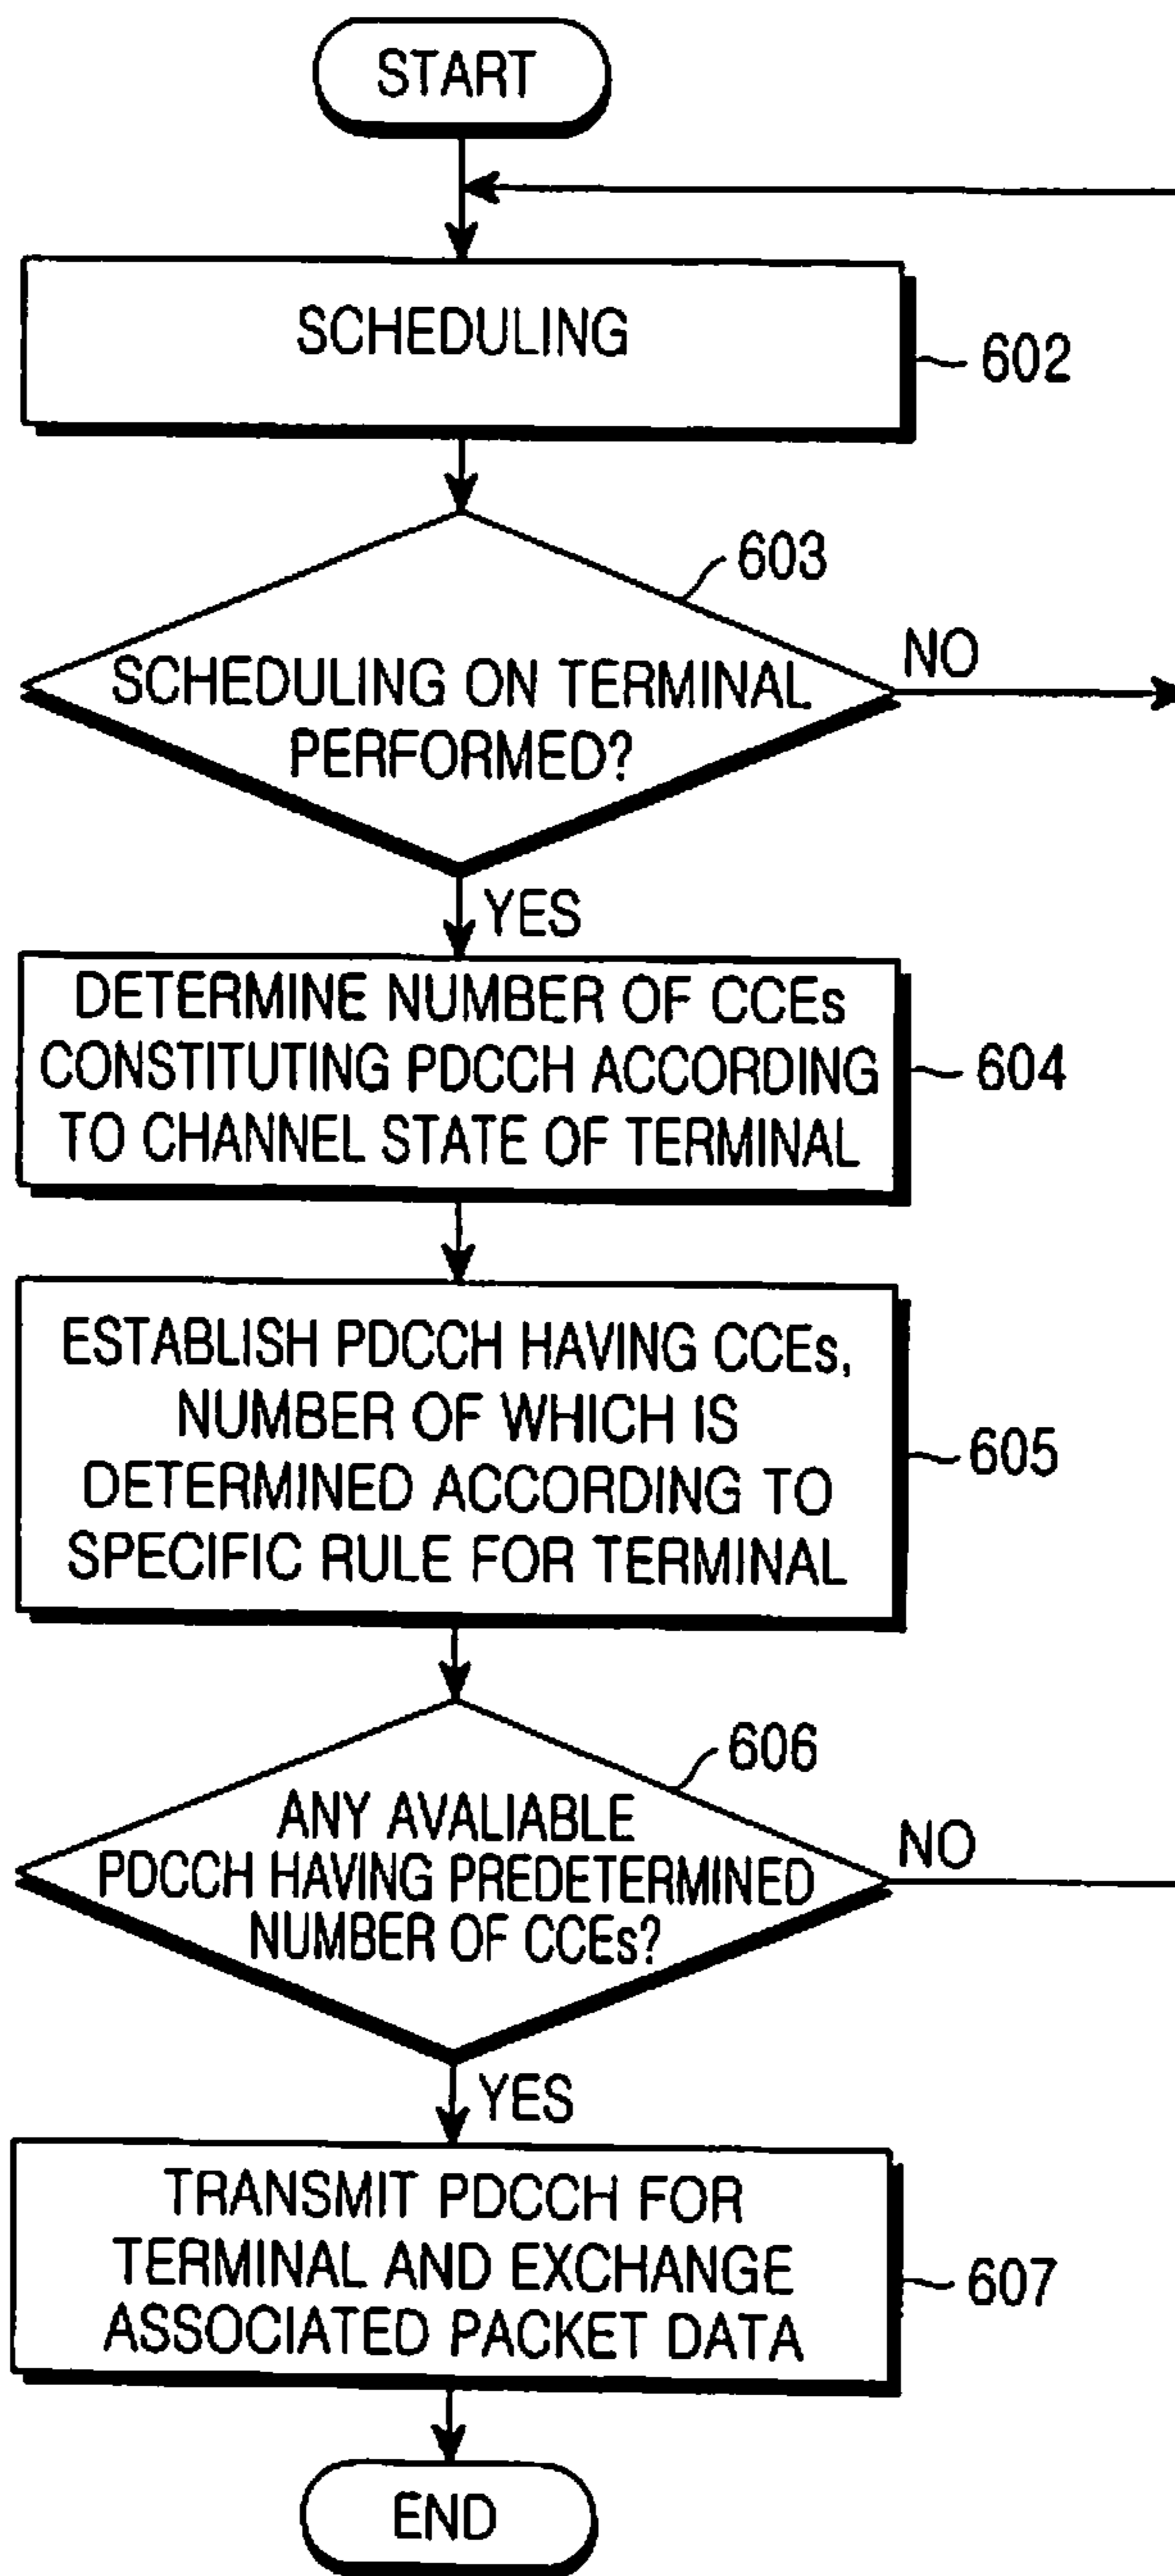 START
SCHEDULING
602
603
SCHEDULING ON TERMINAL
PERFORMED?
NO
YES
DETERMINE NUMBER OF CCEs
CONSTITUTING PDCCH ACCORDING
TO CHANNEL STATE OF TERMINAL
604
ESTABLISH PDCCH HAVING CCEs,
NUMBER OF WHICH IS
DETERMINED ACCORDING TO
SPECIFIC RULE FOR TERMINAL
605
606
ANY AVALIABLE
PDCCH HAVING PREDETERMINED
NUMBER OF CCEs?
NO
YES
TRANSMIT PDCCH FOR
TERMINAL AND EXCHANGE
ASSOCIATED PACKET DATA
607
END